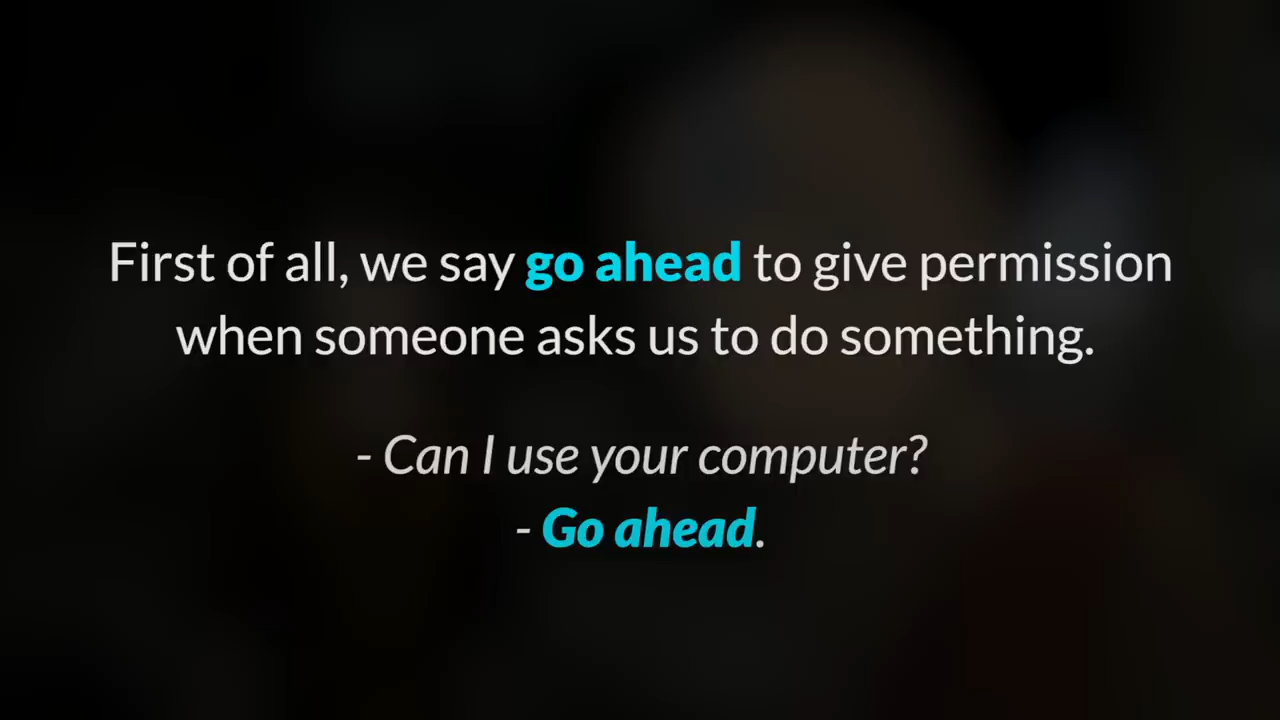 First of all, we say go ahead to give permission
when someone asks us to do something.
- Can I use your computer?
- Go ahead.